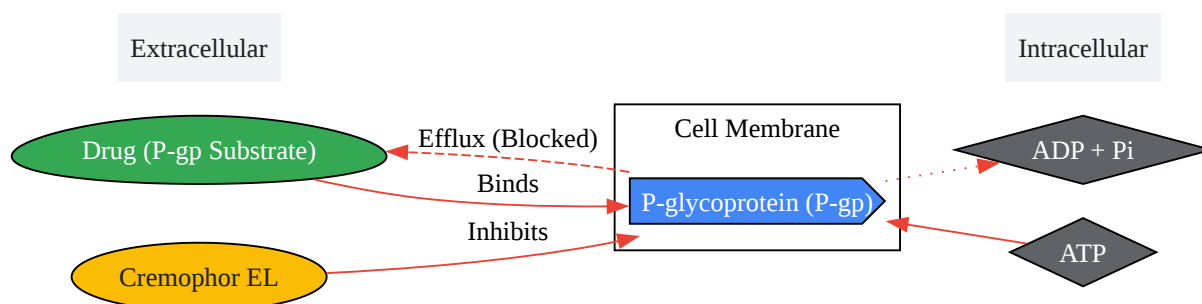 Extracellular
Intracellular
Cell Membrane
Efflux (Blocked)
Drug (P-gp Substrate)
ADP + Pi
Binds
P-glycoprotein (P-gp)
Inhibits
ATP
Cremophor EL